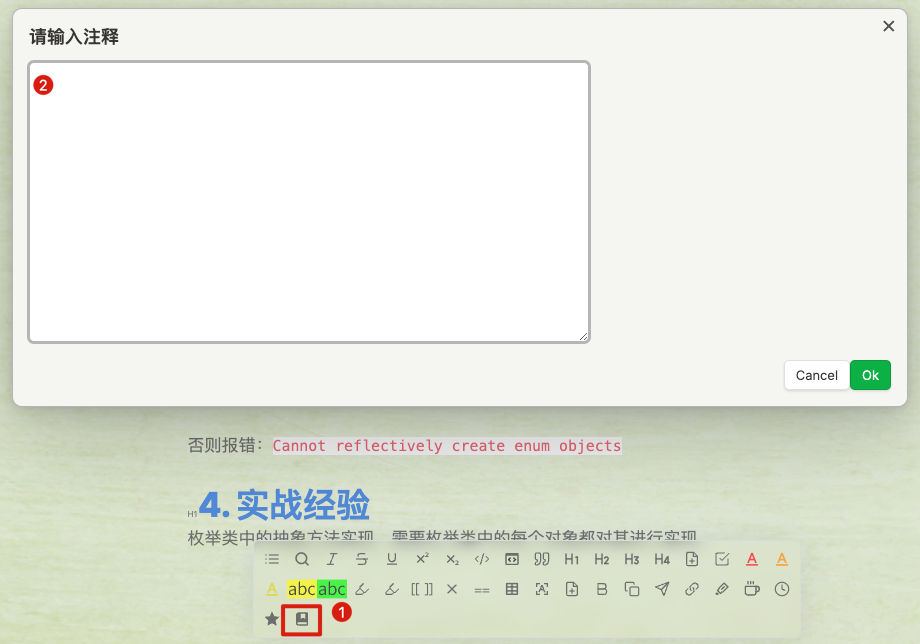 请输入注释
2
Cancel
Ok
否则报错：Cannot reflectively create enum objects
H1 4. 实战经验
枚举类中的抽象方法实现，需要枚举类中的每个对象都对其进行实现
I S U x² x₂ </> H1 H2 H3 H4 A A
A abc abc [[ ]] == A B
1